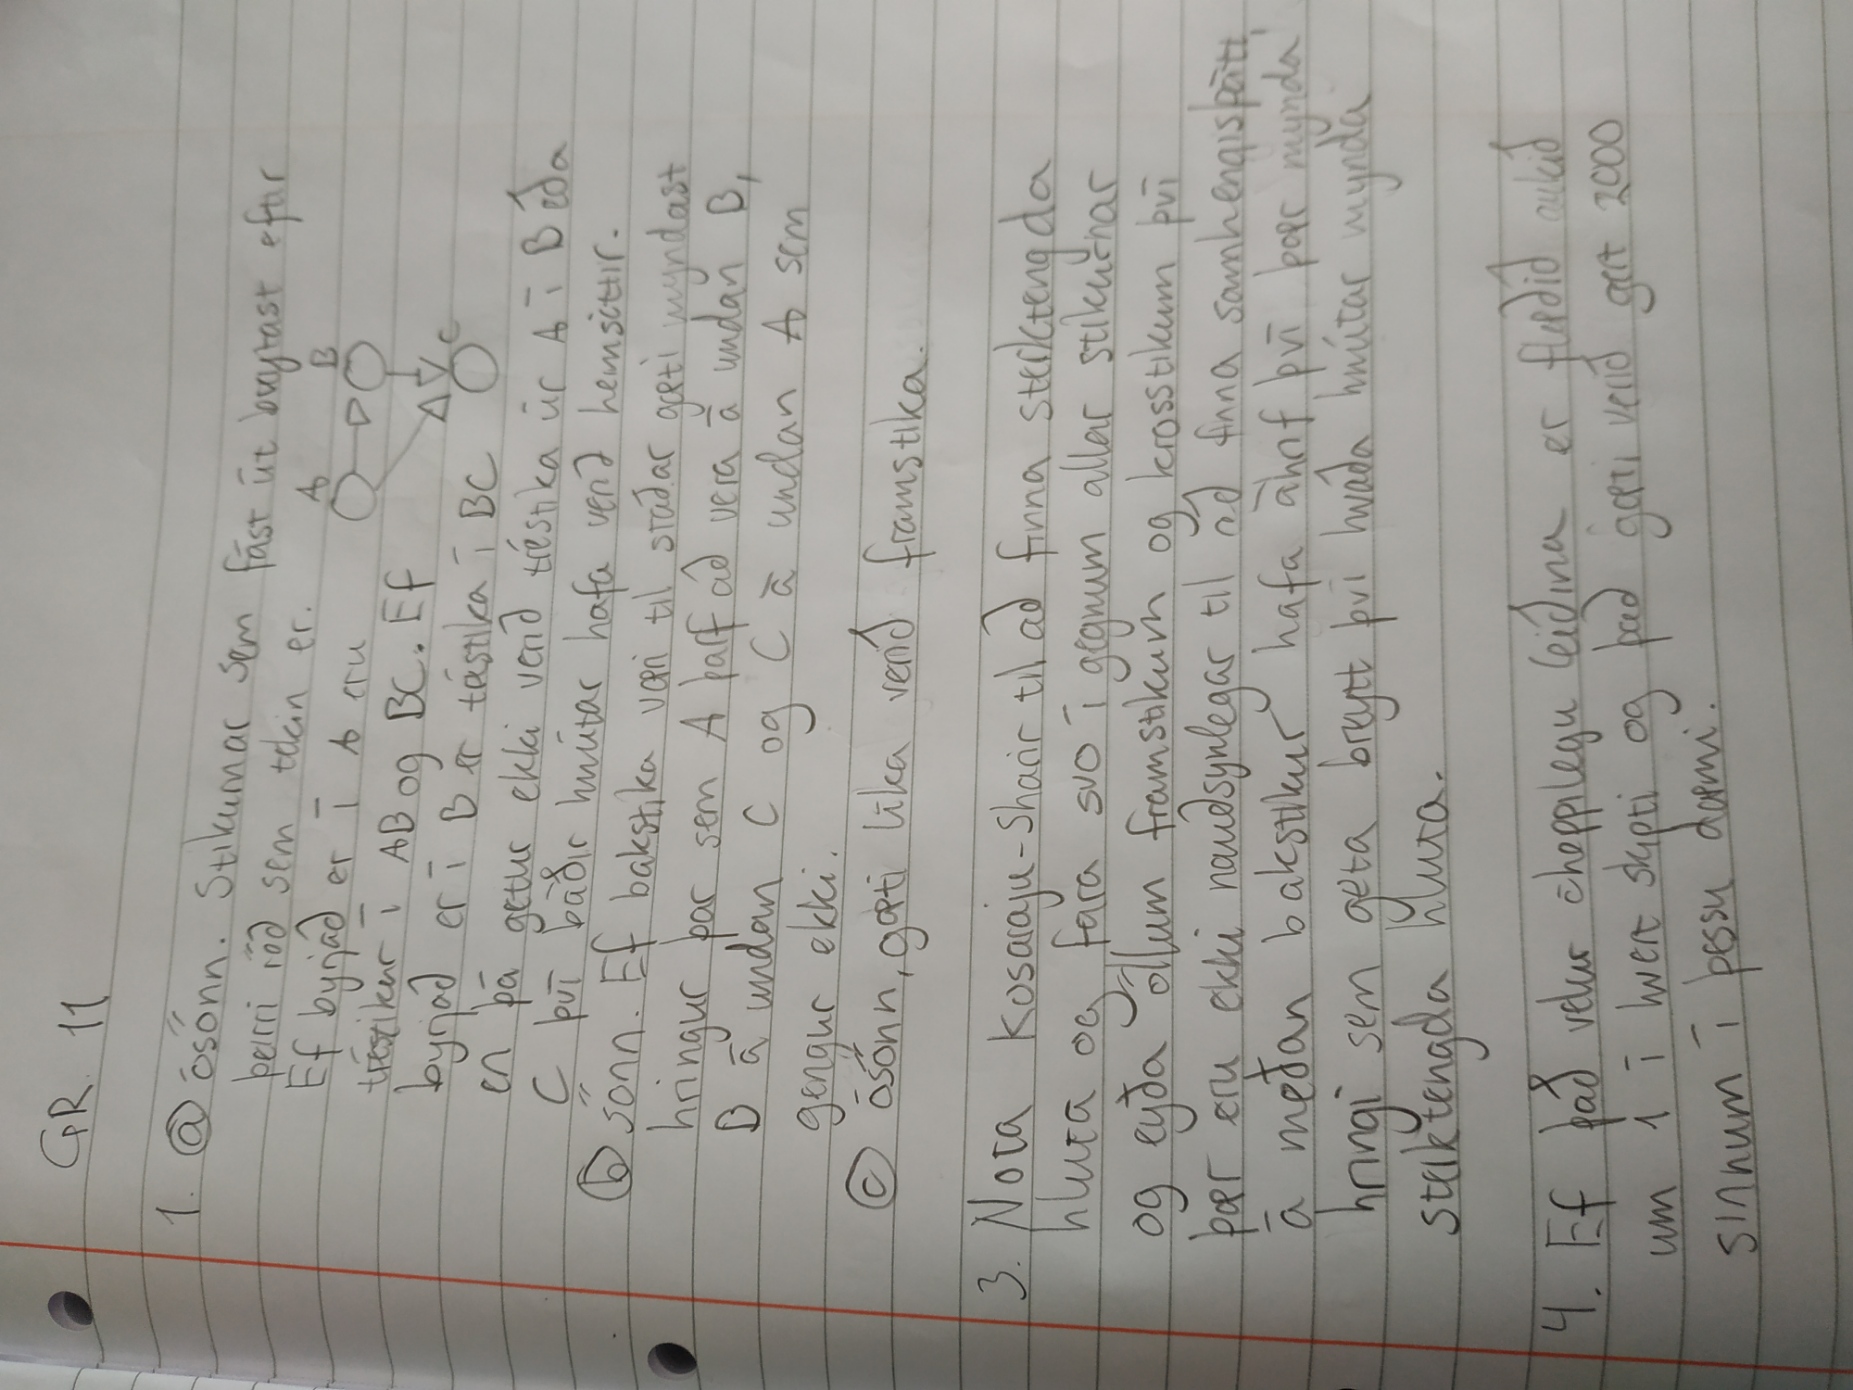 GR. 11
1. ⓐ ósönn. Stikurnar sem fást út breytast eftir
þeirri röð sem tekin er.
A
B
Ef byrjað er í A eru
tréstikur í AB og BC. Ef
C
byrjað er í B er tréstika í BC
en þá getur ekki verið tréstika úr A í B eða
C því báðir hnútar hafa verið heimsóttir.
ⓑ sönn. Ef bakstika væri til staðar gæti myndast
hringur þar sem A þarf að vera á undan B,
B á undan C og C á undan A sem
gengur ekki.
ⓒ ósönn, gæti líka verið framstika.
3. Nota Kosaraju-Sharir til að finna sterktengda
hluta og fara svo í gegnum allar stikurnar
og eyða öllum framstikum og krosstikum því
þær eru ekki nauðsynlegar til að finna samhengisþátt,
á meðan bakstikur hafa áhrif því þær mynda
hringi sem geta breytt því hvaða hnútar mynda
sterktengda hluta.
4. Ef það velur óheppilegu leiðina er flæðið aukið
um 1 í hvert skipti og það gæti verið gert 2000
sinnum í þessu dæmi.